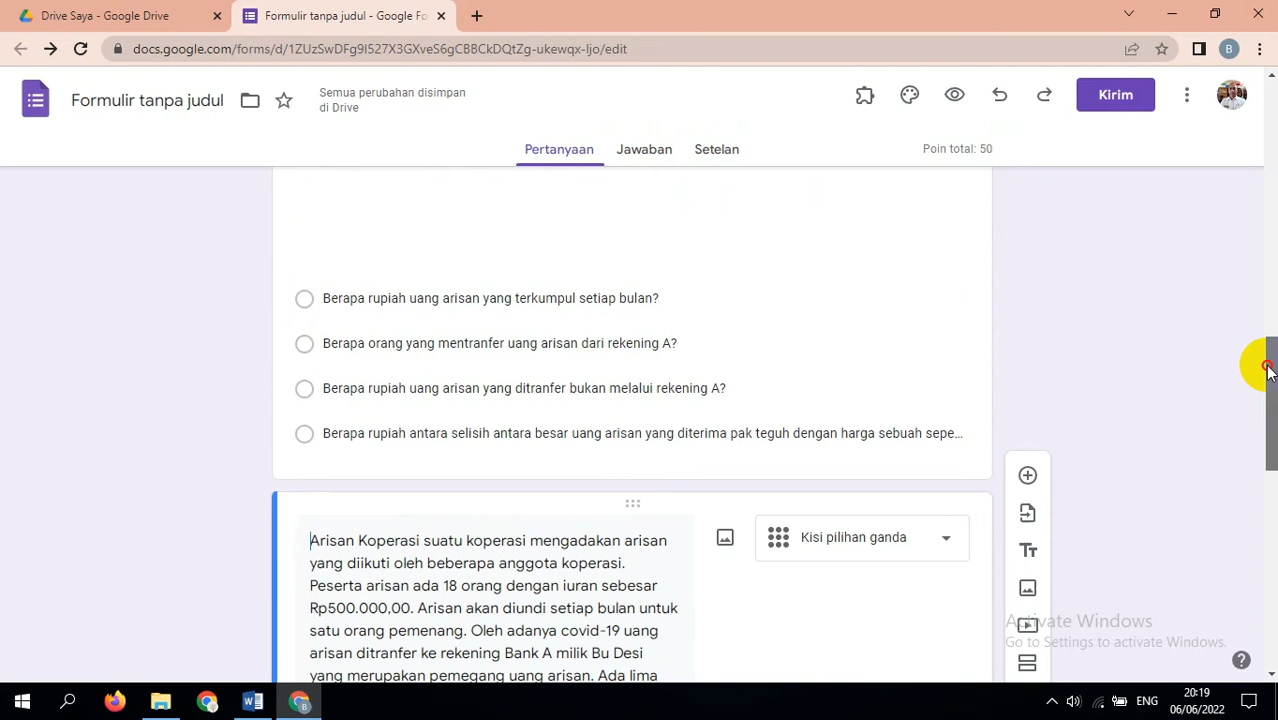 Drive Saya - Google Drive
Formulir tanpa judul - Google Fo
docs.google.com/forms/d/1ZUzSwDFg9I527X3GXveS6gCBBCkDQtZg-ukewqx-Ijo/edit
B
Formulir tanpa judul
Semua perubahan disimpan
di Drive
Kirim
Pertanyaan
Jawaban
Setelan
Poin total: 50
Berapa rupiah uang arisan yang terkumpul setiap bulan?
Berapa orang yang mentranfer uang arisan dari rekening A?
Berapa rupiah uang arisan yang ditranfer bukan melalui rekening A?
Berapa rupiah antara selisih antara besar uang arisan yang diterima pak teguh dengan harga sebuah sepe...
Arisan Koperasi suatu koperasi mengadakan arisan
yang diikuti oleh beberapa anggota koperasi.
Peserta arisan ada 18 orang dengan iuran sebesar
Rp500.000,00. Arisan akan diundi setiap bulan untuk
satu orang pemenang. Oleh adanya covid-19 uang
arisan ditranfer ke rekening Bank A milik Bu Desi
yang merupakan pemegang uang arisan. Ada lima
Kisi pilihan ganda
Tт
Activate Windows
Go to Settings to activate Windows.
ENG
20:19
06/06/2022